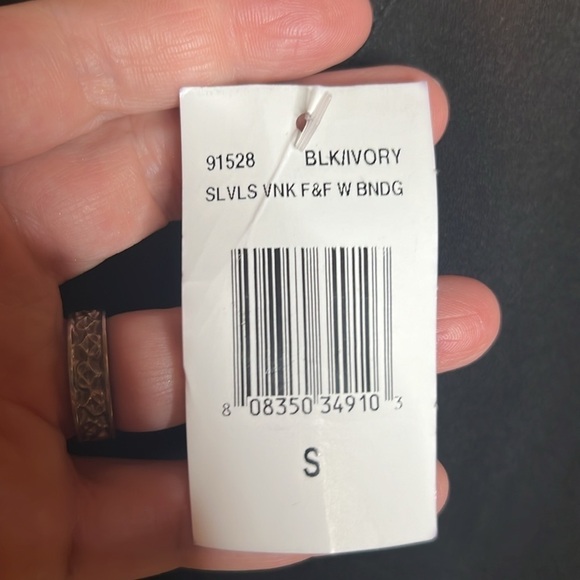 91528 BLK/IVORY
SLVLS VNK F&F W BNDG
8 08350 34910 3
S